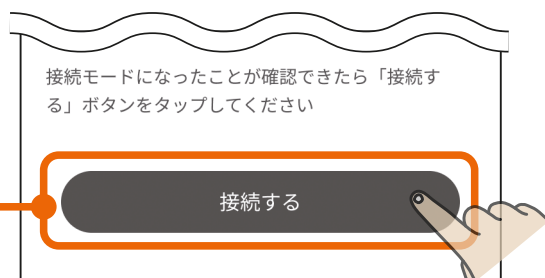 接続モードになったことが確認できたら「接続す
る」ボタンをタップしてください
接続する